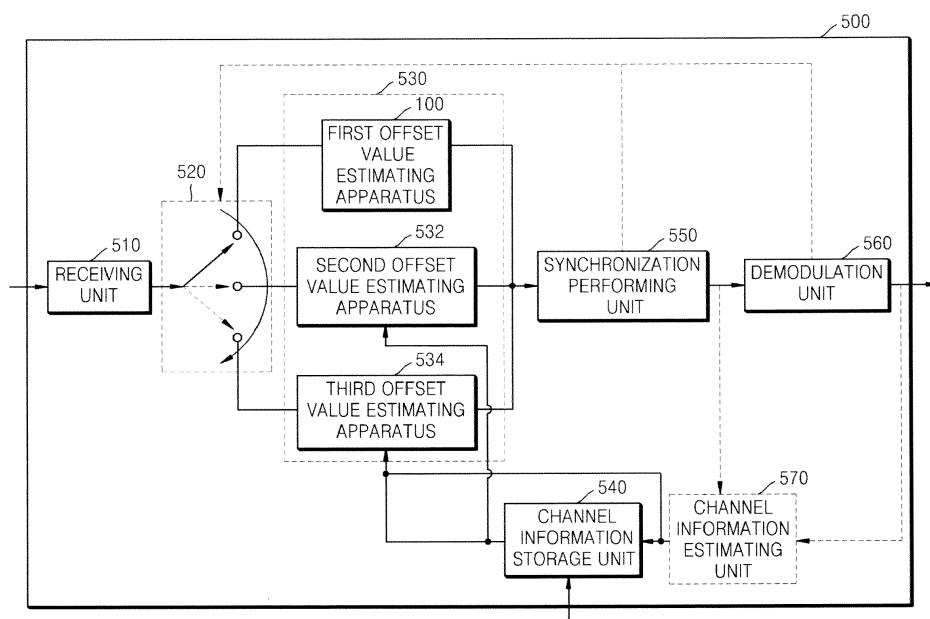 500
530
100
FIRST OFFSET
VALUE
ESTIMATING
APPARATUS
520
510
RECEIVING
UNIT
532
SECOND OFFSET
VALUE ESTIMATING
APPARATUS
550
SYNCHRONIZATION
PERFORMING
UNIT
560
DEMODULATION
UNIT
534
THIRD OFFSET
VALUE ESTIMATING
APPARATUS
540
CHANNEL
INFORMATION
STORAGE UNIT
570
CHANNEL
INFORMATION
ESTIMATING
UNIT